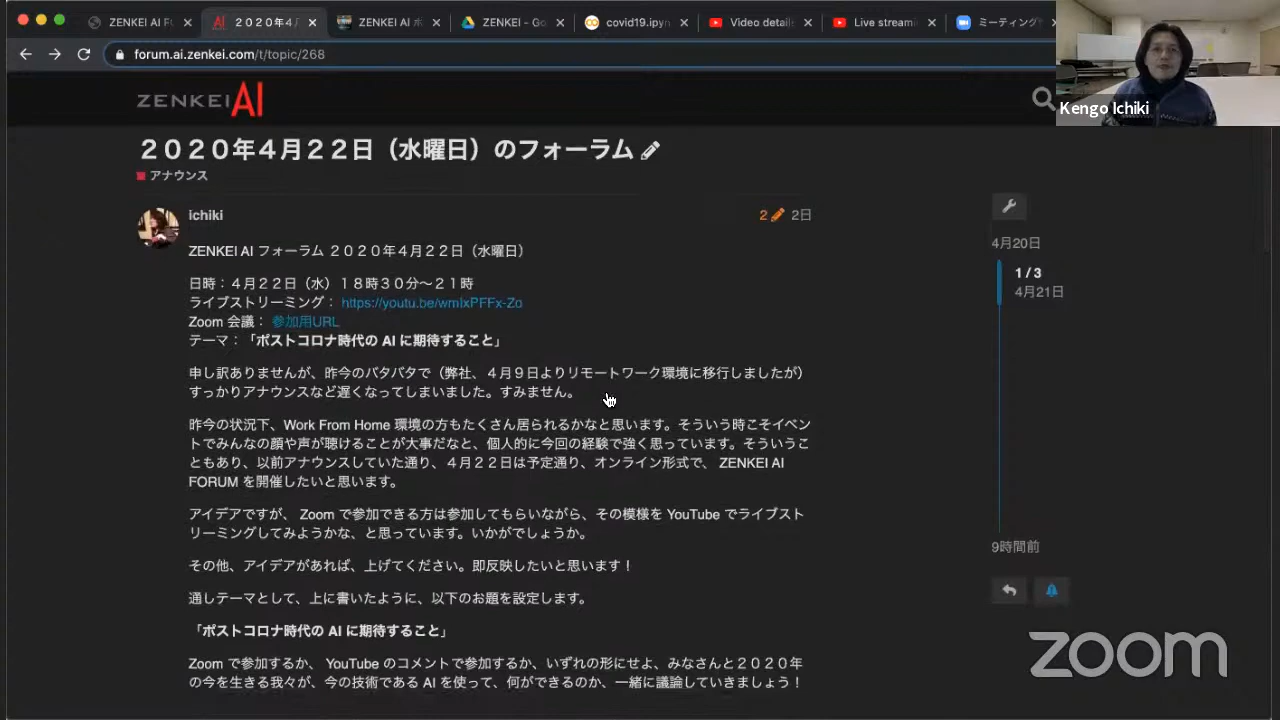 ZENKEI AI F
２０２０年４
ZENKEI AI ポ
ZENKEI - Go
covid19.ipyn
Video details
Live streami
ミーティング
forum.ai.zenkei.com/t/topic/268
Kengo Ichiki
ZENKEI AI
２０２０年４月２２日（水曜日）のフォーラム
アナウンス
ichiki
2
2日
ZENKEI AI フォーラム ２０２０年４月２２日（水曜日）
日時：４月２２日（水）１８時３０分〜２１時
ライブストリーミング： https://youtu.be/wmIxPFFx-Zo
Zoom 会議： 参加用URL
テーマ：「ポストコロナ時代の AI に期待すること」
申し訳ありませんが、昨今のバタバタで（弊社、４月９日よりリモートワーク環境に移行しましたが）
すっかりアナウンスなど遅くなってしまいました。すみません。
昨今の状況下、Work From Home 環境の方もたくさん居られるかなと思います。そういう時こそイベン
トでみんなの顔や声が聴けることが大事だなと、個人的に今回の経験で強く思っています。そういうこ
ともあり、以前アナウンスしていた通り、４月２２日は予定通り、オンライン形式で、 ZENKEI AI
FORUM を開催したいと思います。
アイデアですが、 Zoom で参加できる方は参加してもらいながら、その模様を YouTube でライブスト
リーミングしてみようかな、と思っています。いかがでしょうか。
その他、アイデアがあれば、上げてください。即反映したいと思います！
通しテーマとして、上に書いたように、以下のお題を設定します。
「ポストコロナ時代の AI に期待すること」
Zoom で参加するか、 YouTube のコメントで参加するか、いずれの形にせよ、みなさんと２０２０年
の今を生きる我々が、今の技術である AI を使って、何ができるのか、一緒に議論していきましょう！
4月20日
1 / 3
4月21日
9時間前
zoom